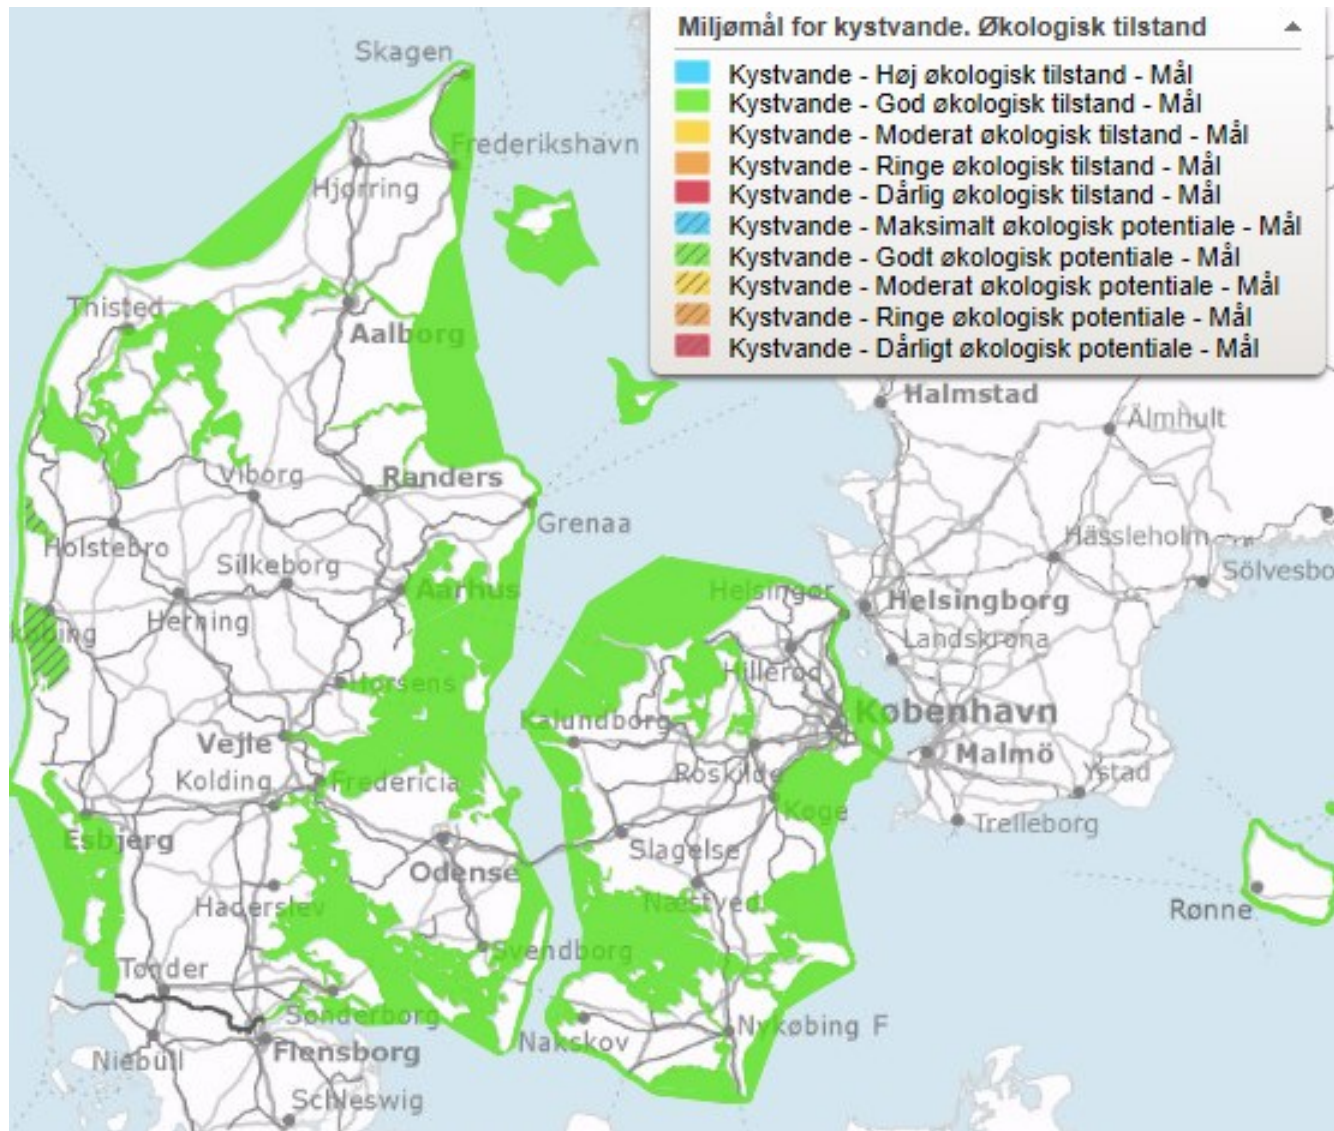 Miljømål for kystvande. Økologisk tilstand
Kystvande - Høj økologisk tilstand - Mål
Kystvande - God økologisk tilstand - Mål
Kystvande - Moderat økologisk tilstand - Mål
Kystvande - Ringe økologisk tilstand - Mål
Kystvande - Dårlig økologisk tilstand - Mål
Kystvande - Maksimalt økologisk potentiale - Mål
Kystvande - Godt økologisk potentiale - Mål
Kystvande - Moderat økologisk potentiale - Mål
Kystvande - Ringe økologisk potentiale - Mål
Kystvande - Dårligt økologisk potentiale - Mål
Skagen
Frederikshavn
Hjørring
Thisted
Aalborg
Halmstad
Älmhult
Viborg
Randers
Grenaa
Holstebro
Hässleholm
Silkeborg
Sölvesbo
Aarhus
Helsingør
Helsingborg
Herning
købing
Landskrona
Hillerød
Horsens
Kalundborg
København
Vejle
Malmö
Kolding
Fredericia
Roskilde
Ystad
Køge
Trelleborg
Esbjerg
Slagelse
Odense
Haderslev
Næstved
Rønne
Svendborg
Tønder
Sønderborg
Nakskov
Nykøbing F
Niebüll
Flensborg
Schleswig